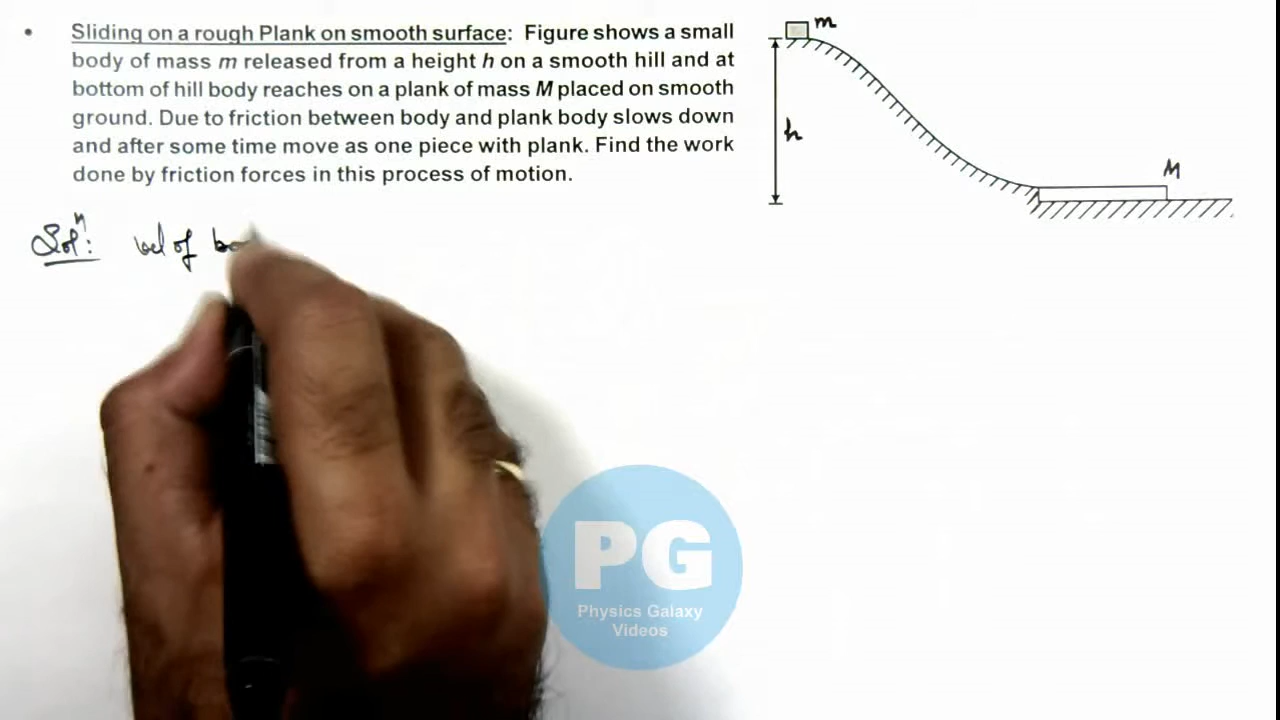 • Sliding on a rough Plank on smooth surface: Figure shows a small
body of mass m released from a height h on a smooth hill and at
bottom of hill body reaches on a plank of mass M placed on smooth
ground. Due to friction between body and plank body slows down
and after some time move as one piece with plank. Find the work
done by friction forces in this process of motion.
m
h
M
Solⁿ: vel of
PG
Physics Galaxy
Videos